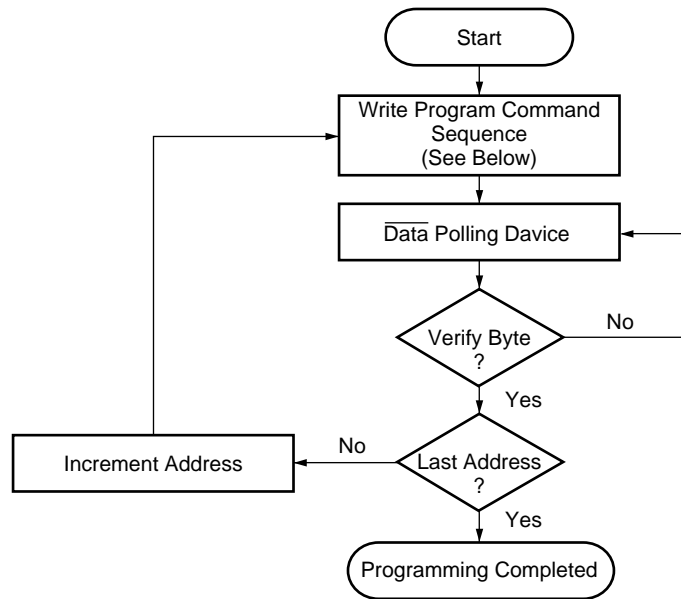 Start
Write Program Command
Sequence
(See Below)
Data Polling Davice
Verify Byte
?
No
Yes
Increment Address
No
Last Address
?
Yes
Programming Completed